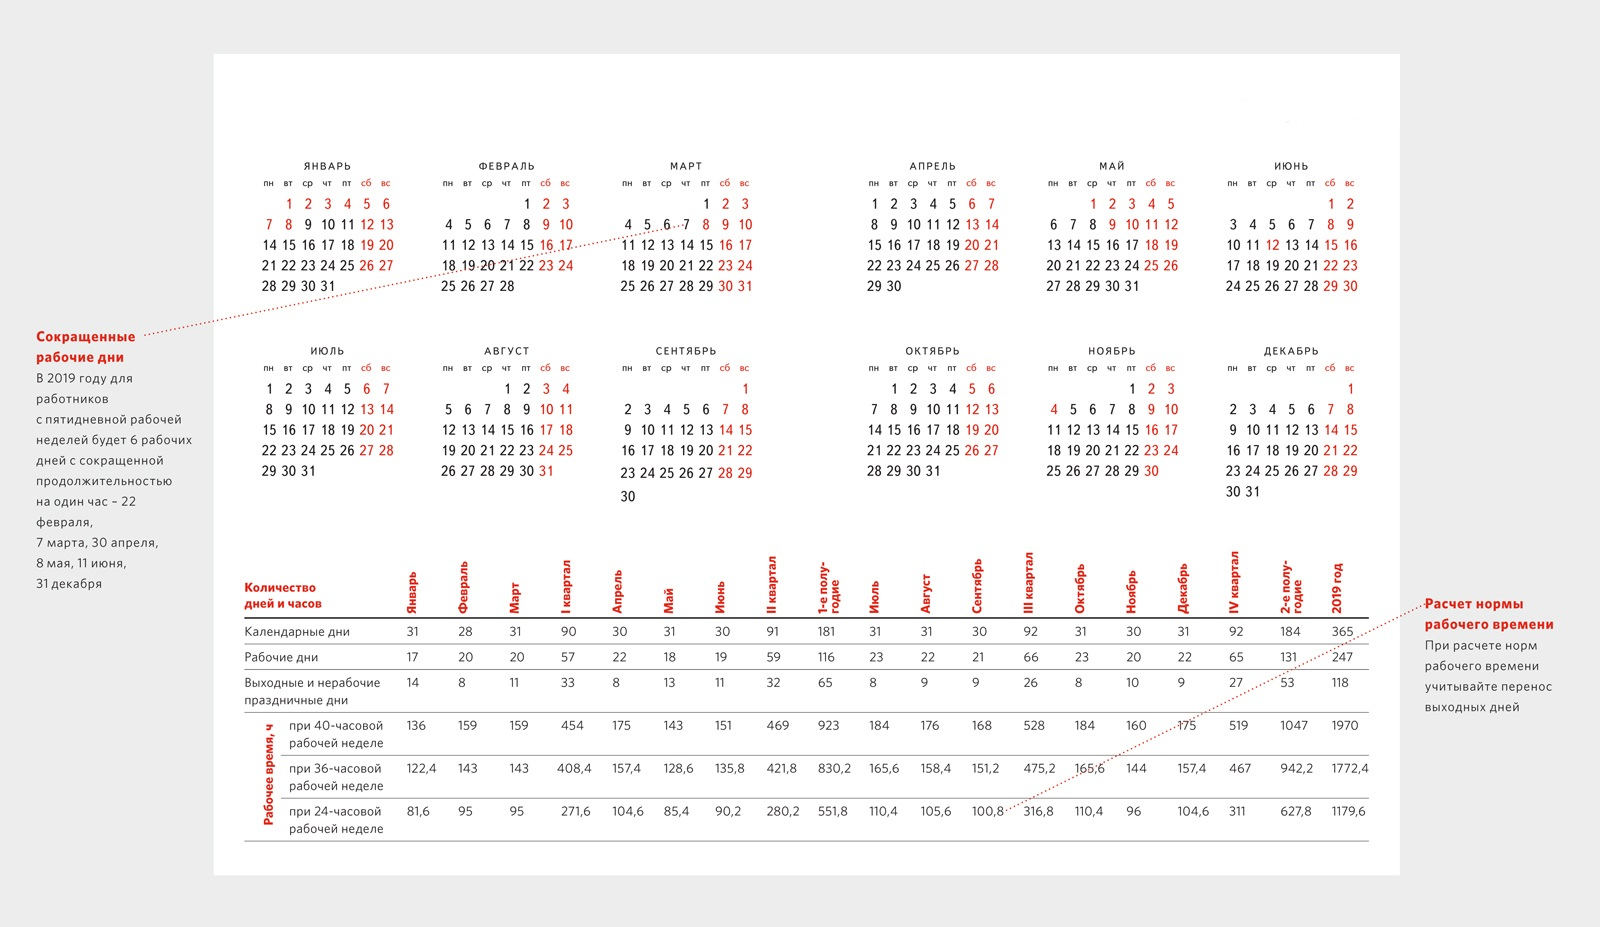 ЯНВАРЬ
пн вт ср чт пт сб вс
1 2 3 4 5 6
7 8 9 10 11 12 13
14 15 16 17 18 19 20
21 22 23 24 25 26 27
28 29 30 31
ФЕВРАЛЬ
пн вт ср чт пт сб вс
1 2 3
4 5 6 7 8 9 10
11 12 13 14 15 16 17
18 19 20 21 22 23 24
25 26 27 28
МАРТ
пн вт ср чт пт сб вс
1 2 3
4 5 6 7 8 9 10
11 12 13 14 15 16 17
18 19 20 21 22 23 24
25 26 27 28 29 30 31
АПРЕЛЬ
пн вт ср чт пт сб вс
1 2 3 4 5 6 7
8 9 10 11 12 13 14
15 16 17 18 19 20 21
22 23 24 25 26 27 28
29 30
МАЙ
пн вт ср чт пт сб вс
1 2 3 4 5
6 7 8 9 10 11 12
13 14 15 16 17 18 19
20 21 22 23 24 25 26
27 28 29 30 31
ИЮНЬ
пн вт ср чт пт сб вс
1 2
3 4 5 6 7 8 9
10 11 12 13 14 15 16
17 18 19 20 21 22 23
24 25 26 27 28 29 30
Сокращенные
рабочие дни
В 2019 году для
работников
с пятидневной рабочей
неделей будет 6 рабочих
дней с сокращенной
продолжительностью
на один час – 22
февраля,
7 марта, 30 апреля,
8 мая, 11 июня,
31 декабря
ИЮЛЬ
пн вт ср чт пт сб вс
1 2 3 4 5 6 7
8 9 10 11 12 13 14
15 16 17 18 19 20 21
22 23 24 25 26 27 28
29 30 31
АВГУСТ
пн вт ср чт пт сб вс
1 2 3 4
5 6 7 8 9 10 11
12 13 14 15 16 17 18
19 20 21 22 23 24 25
26 27 28 29 30 31
СЕНТЯБРЬ
пн вт ср чт пт сб вс
1
2 3 4 5 6 7 8
9 10 11 12 13 14 15
16 17 18 19 20 21 22
23 24 25 26 27 28 29
30
ОКТЯБРЬ
пн вт ср чт пт сб вс
1 2 3 4 5 6
7 8 9 10 11 12 13
14 15 16 17 18 19 20
21 22 23 24 25 26 27
28 29 30 31
НОЯБРЬ
пн вт ср чт пт сб вс
1 2 3
4 5 6 7 8 9 10
11 12 13 14 15 16 17
18 19 20 21 22 23 24
25 26 27 28 29 30
ДЕКАБРЬ
пн вт ср чт пт сб вс
1
2 3 4 5 6 7 8
9 10 11 12 13 14 15
16 17 18 19 20 21 22
23 24 25 26 27 28 29
30 31
Количество
дней и часов
Январь
Февраль
Март
I квартал
Апрель
Май
Июнь
II квартал
1-е полу-
годие
Июль
Август
Сентябрь
III квартал
Октябрь
Ноябрь
Декабрь
IV квартал
2-е полу-
годие
2019 год
Календарные дни 31 28 31 90 30 31 30 91 181 31 31 30 92 31 30 31 92 184 365
Рабочие дни 17 20 20 57 22 18 19 59 116 23 22 21 66 23 20 22 65 131 247
Выходные и нерабочие 14 8 11 33 8 13 11 32 65 8 9 9 26 8 10 9 27 53 118
праздничные дни
Рабочее время, ч
при 40-часовой 136 159 159 454 175 143 151 469 923 184 176 168 528 184 160 175 519 1047 1970
рабочей неделе
при 36-часовой 122,4 143 143 408,4 157,4 128,6 135,8 421,8 830,2 165,6 158,4 151,2 475,2 165,6 144 157,4 467 942,2 1772,4
рабочей неделе
при 24-часовой 81,6 95 95 271,6 104,6 85,4 90,2 280,2 551,8 110,4 105,6 100,8 316,8 110,4 96 104,6 311 627,8 1179,6
рабочей неделе
Расчет нормы
рабочего времени
При расчете норм
рабочего времени
учитывайте перенос
выходных дней